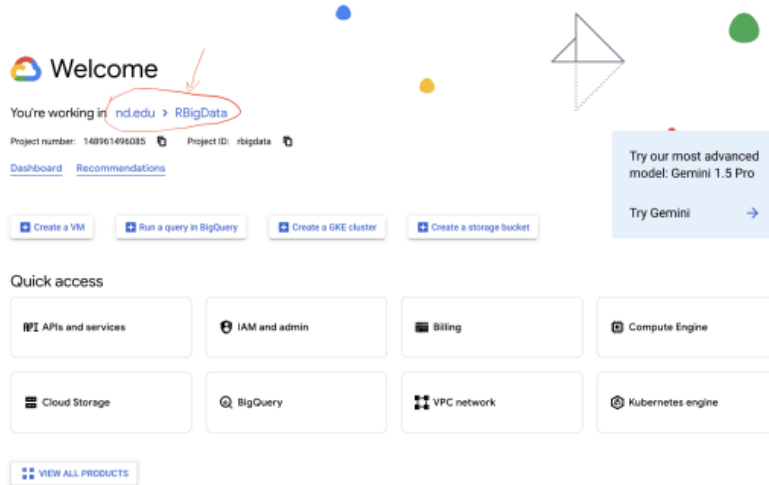 Welcome
You're working in nd.edu > RBigData
Project number: 148961496085 Project ID: rbigdata
Dashboard Recommendations
Try our most advanced
model: Gemini 1.5 Pro
Try Gemini
Create a VM Run a query in BigQuery Create a GKE cluster Create a storage bucket
Quick access
API APIs and services IAM and admin Billing Compute Engine
Cloud Storage BigQuery VPC network Kubernetes engine
VIEW ALL PRODUCTS